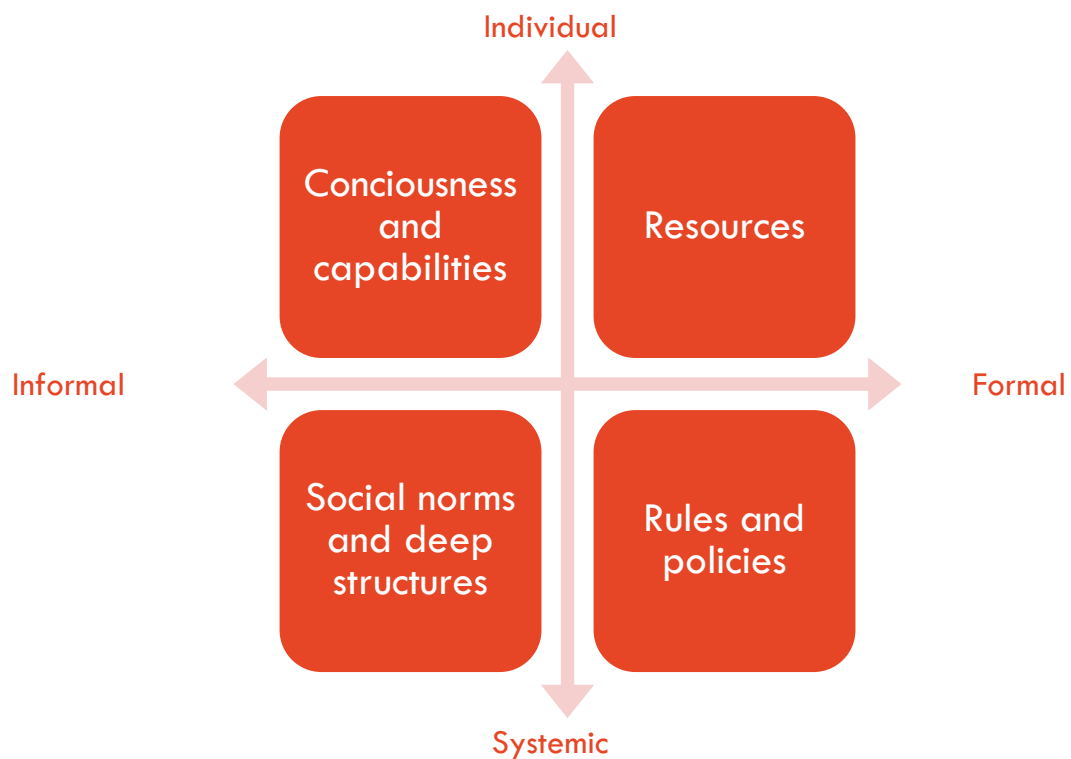 Individual
Conciousness
and
capabilities
Resources
Informal
Formal
Social norms
and deep
structures
Rules and
policies
Systemic